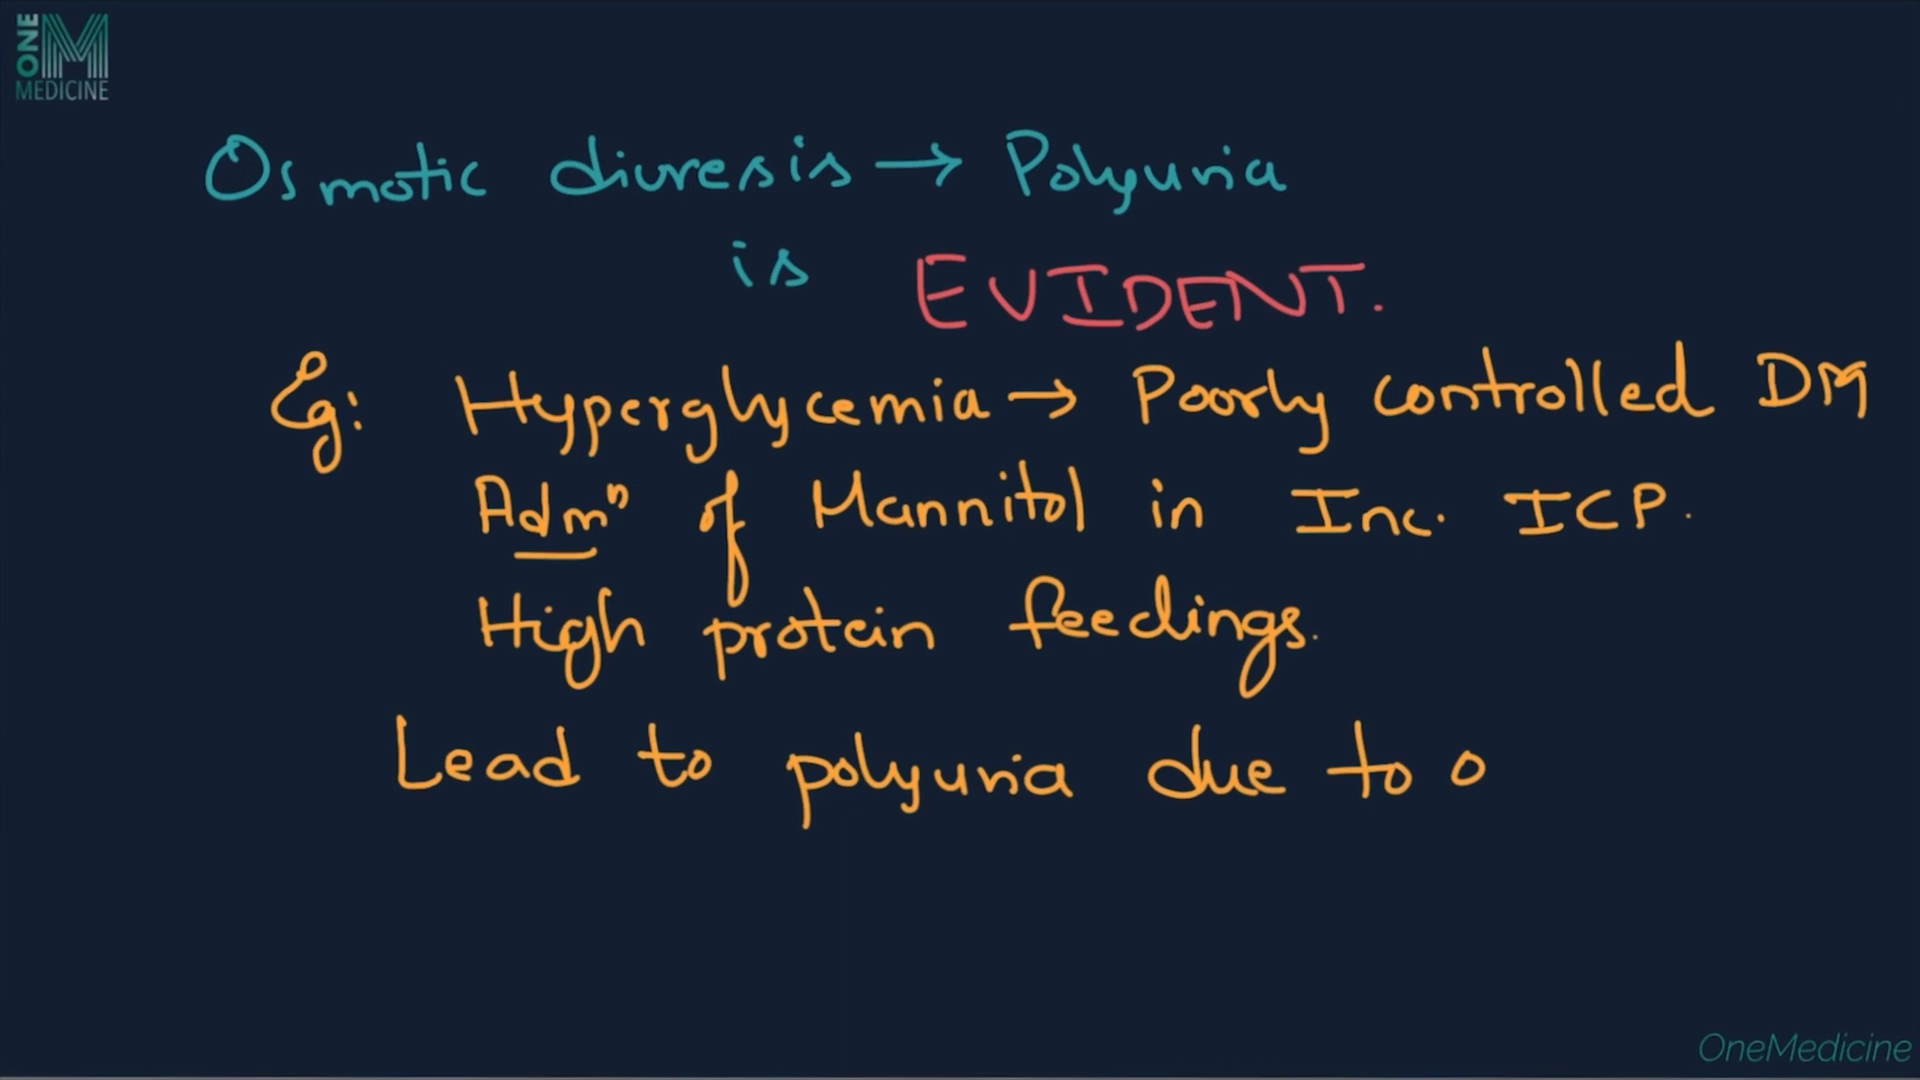 ONE
MEDICINE
Osmotic diuresis → Polyuria
is EVIDENT.
Eg: Hyperglycemia → Poorly controlled DM
Admⁿ of Mannitol in Inc. ICP.
High protein feedings.
Lead to polyuria due to o
OneMedicine